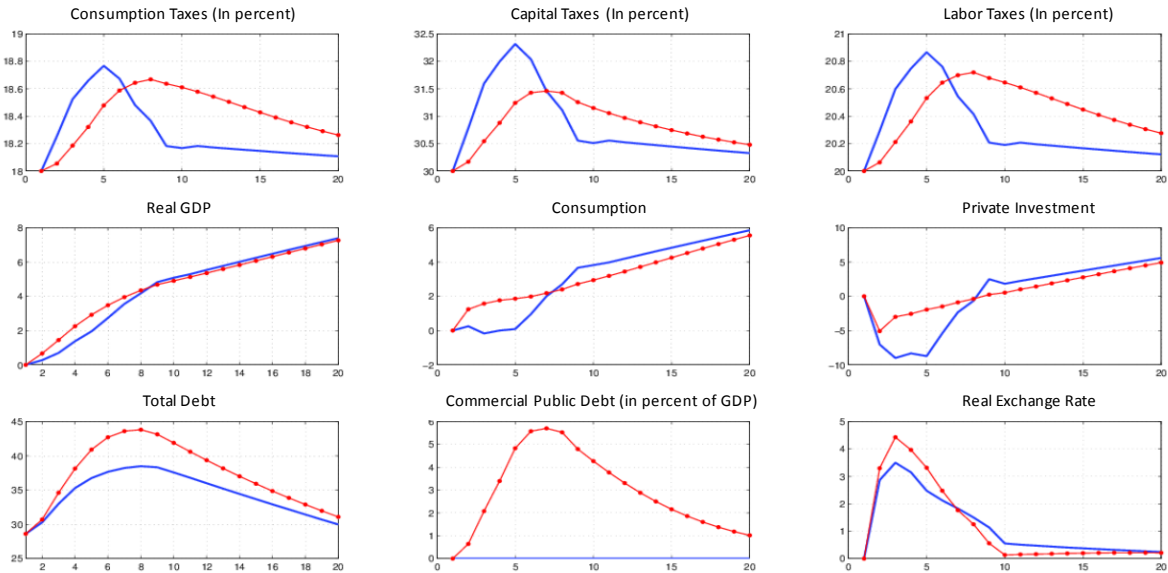 Consumption Taxes (In percent)
19
18.8
18.6
18.4
18.2
18
0 5 10 15 20
Capital Taxes (In percent)
32.5
32
31.5
31
30.5
30
0 5 10 15 20
Labor Taxes (In percent)
21
20.8
20.6
20.4
20.2
20
0 5 10 15 20
Real GDP
8
6
4
2
0
2 4 6 8 10 12 14 16 18 20
Consumption
6
4
2
0
−2
0 5 10 15 20
Private Investment
10
5
0
−5
−10
0 5 10 15 20
Total Debt
45
40
35
30
25
2 4 6 8 10 12 14 16 18 20
Commercial Public Debt (in percent of GDP)
6
5
4
3
2
1
0
0 5 10 15 20
Real Exchange Rate
5
4
3
2
1
0
0 5 10 15 20